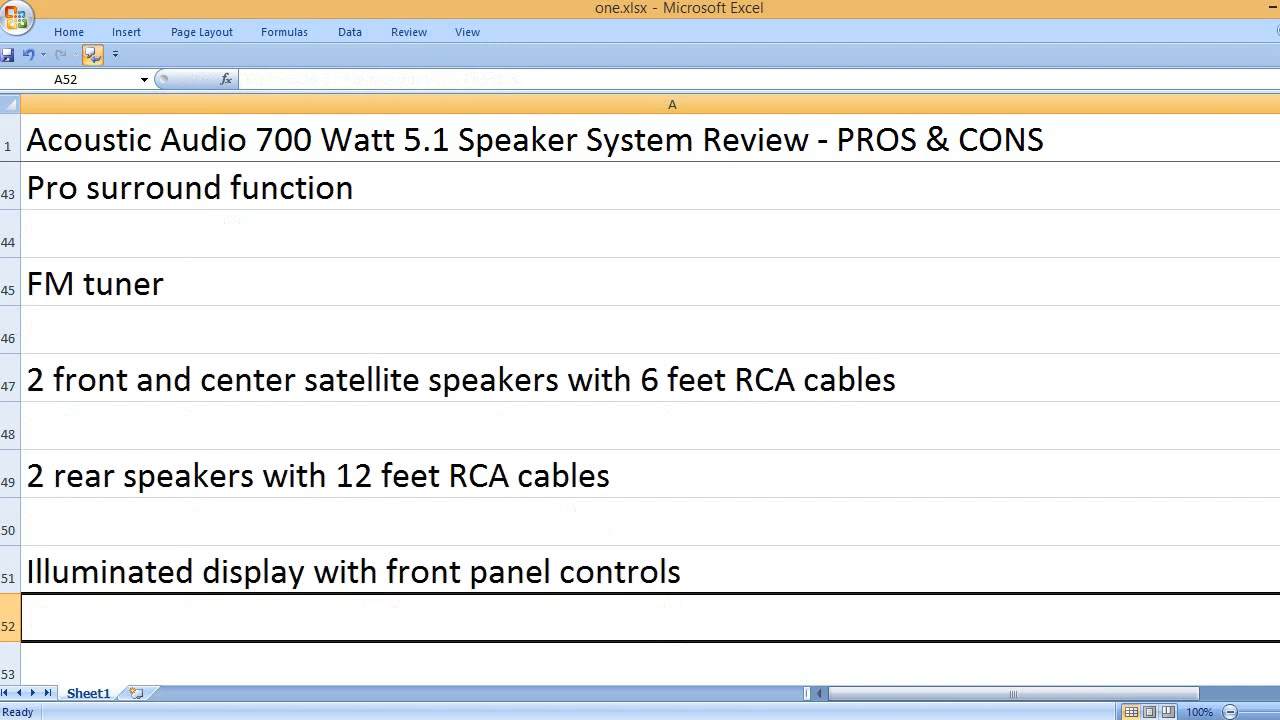 one.xlsx - Microsoft Excel
Home Insert Page Layout Formulas Data Review View
A52 fx
A
1 Acoustic Audio 700 Watt 5.1 Speaker System Review - PROS & CONS
43 Pro surround function
44
45 FM tuner
46
47 2 front and center satellite speakers with 6 feet RCA cables
48
49 2 rear speakers with 12 feet RCA cables
50
51 Illuminated display with front panel controls
52
53
Sheet1
Ready 100%